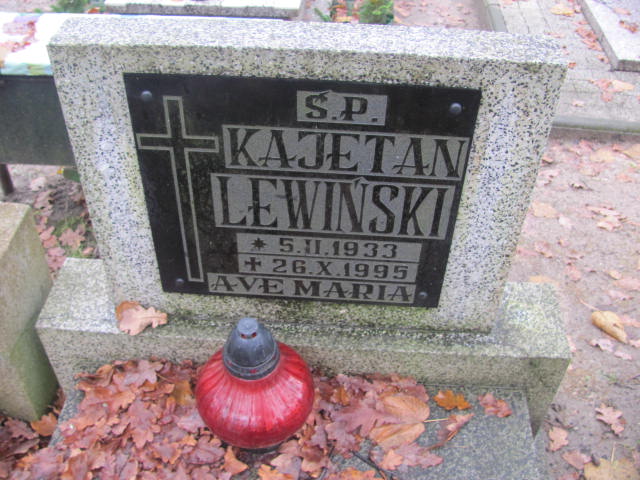 Ś.P.
KAJETAN
LEWIŃSKI
* 5.II.1933
✝ 26.X.1995
AVE MARIA